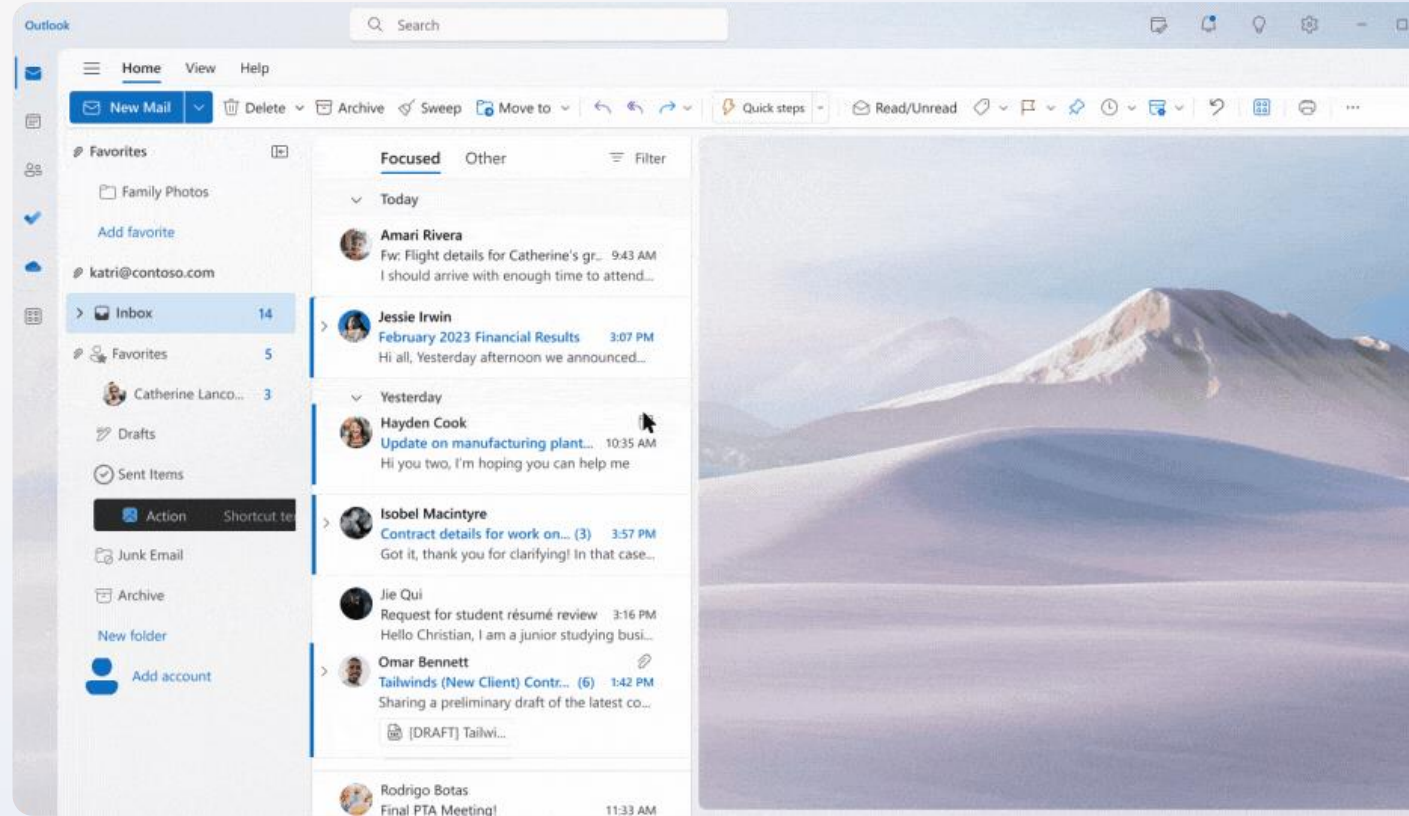 Outlook
Search
Home View Help
New Mail Delete Archive Sweep Move to Quick steps Read/Unread
Favorites
Family Photos
Add favorite
katri@contoso.com
Inbox 14
Favorites 5
Catherine Lanco... 3
Drafts
Sent Items
Action Shortcut
Junk Email
Archive
New folder
Add account
Focused Other Filter
Today
Amari Rivera
Fw: Flight details for Catherine's gr... 9:43 AM
I should arrive with enough time to attend...
Jessie Irwin
February 2023 Financial Results 3:07 PM
Hi all, Yesterday afternoon we announced...
Yesterday
Hayden Cook
Update on manufacturing plant... 10:35 AM
Hi you two, I'm hoping you can help me
Isobel Macintyre
Contract details for work on... (3) 3:57 PM
Got it, thank you for clarifying! In that case...
Jie Qui
Request for student résumé review 3:16 PM
Hello Christian, I am a junior studying busi...
Omar Bennett
Tailwinds (New Client) Contr... (6) 1:42 PM
Sharing a preliminary draft of the latest co...
[DRAFT] Tailwi...
Rodrigo Botas
Final PTA Meeting! 11:33 AM